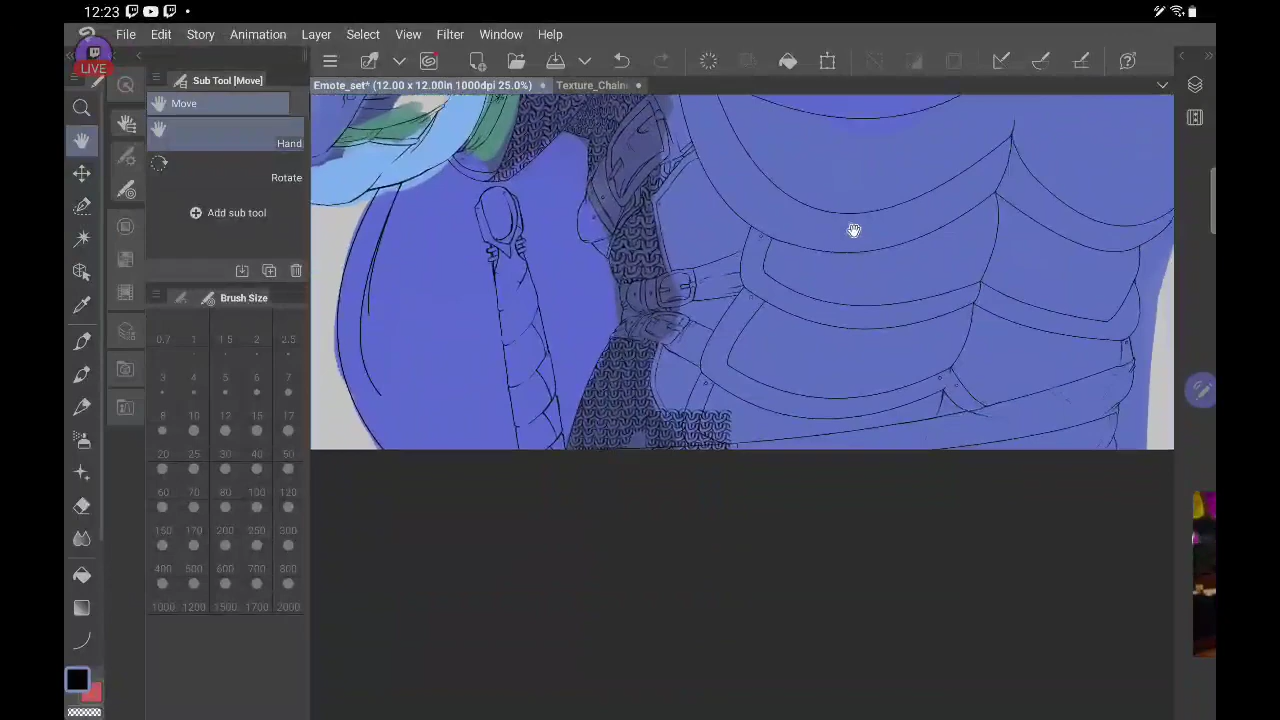 12:23
File Edit Story Animation Layer Select View Filter Window Help
LIVE
Sub Tool [Move]
Emote_set* (12.00 x 12.00in 1000dpi 25.0%)
Texture_Chain
Move
Hand
Rotate
Add sub tool
Brush Size
0.7 1 1.5 2 2.5
3 4 5 6 7
8 10 12 15 17
20 25 30 40 50
60 70 80 100 120
150 170 200 250 300
400 500 600 700 800
1000 1200 1500 1700 2000